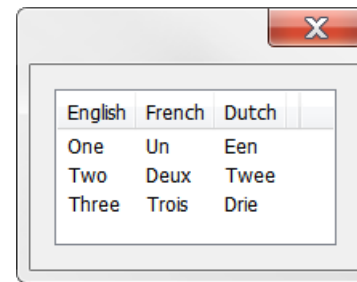 English French Dutch
One Un Een
Two Deux Twee
Three Trois Drie